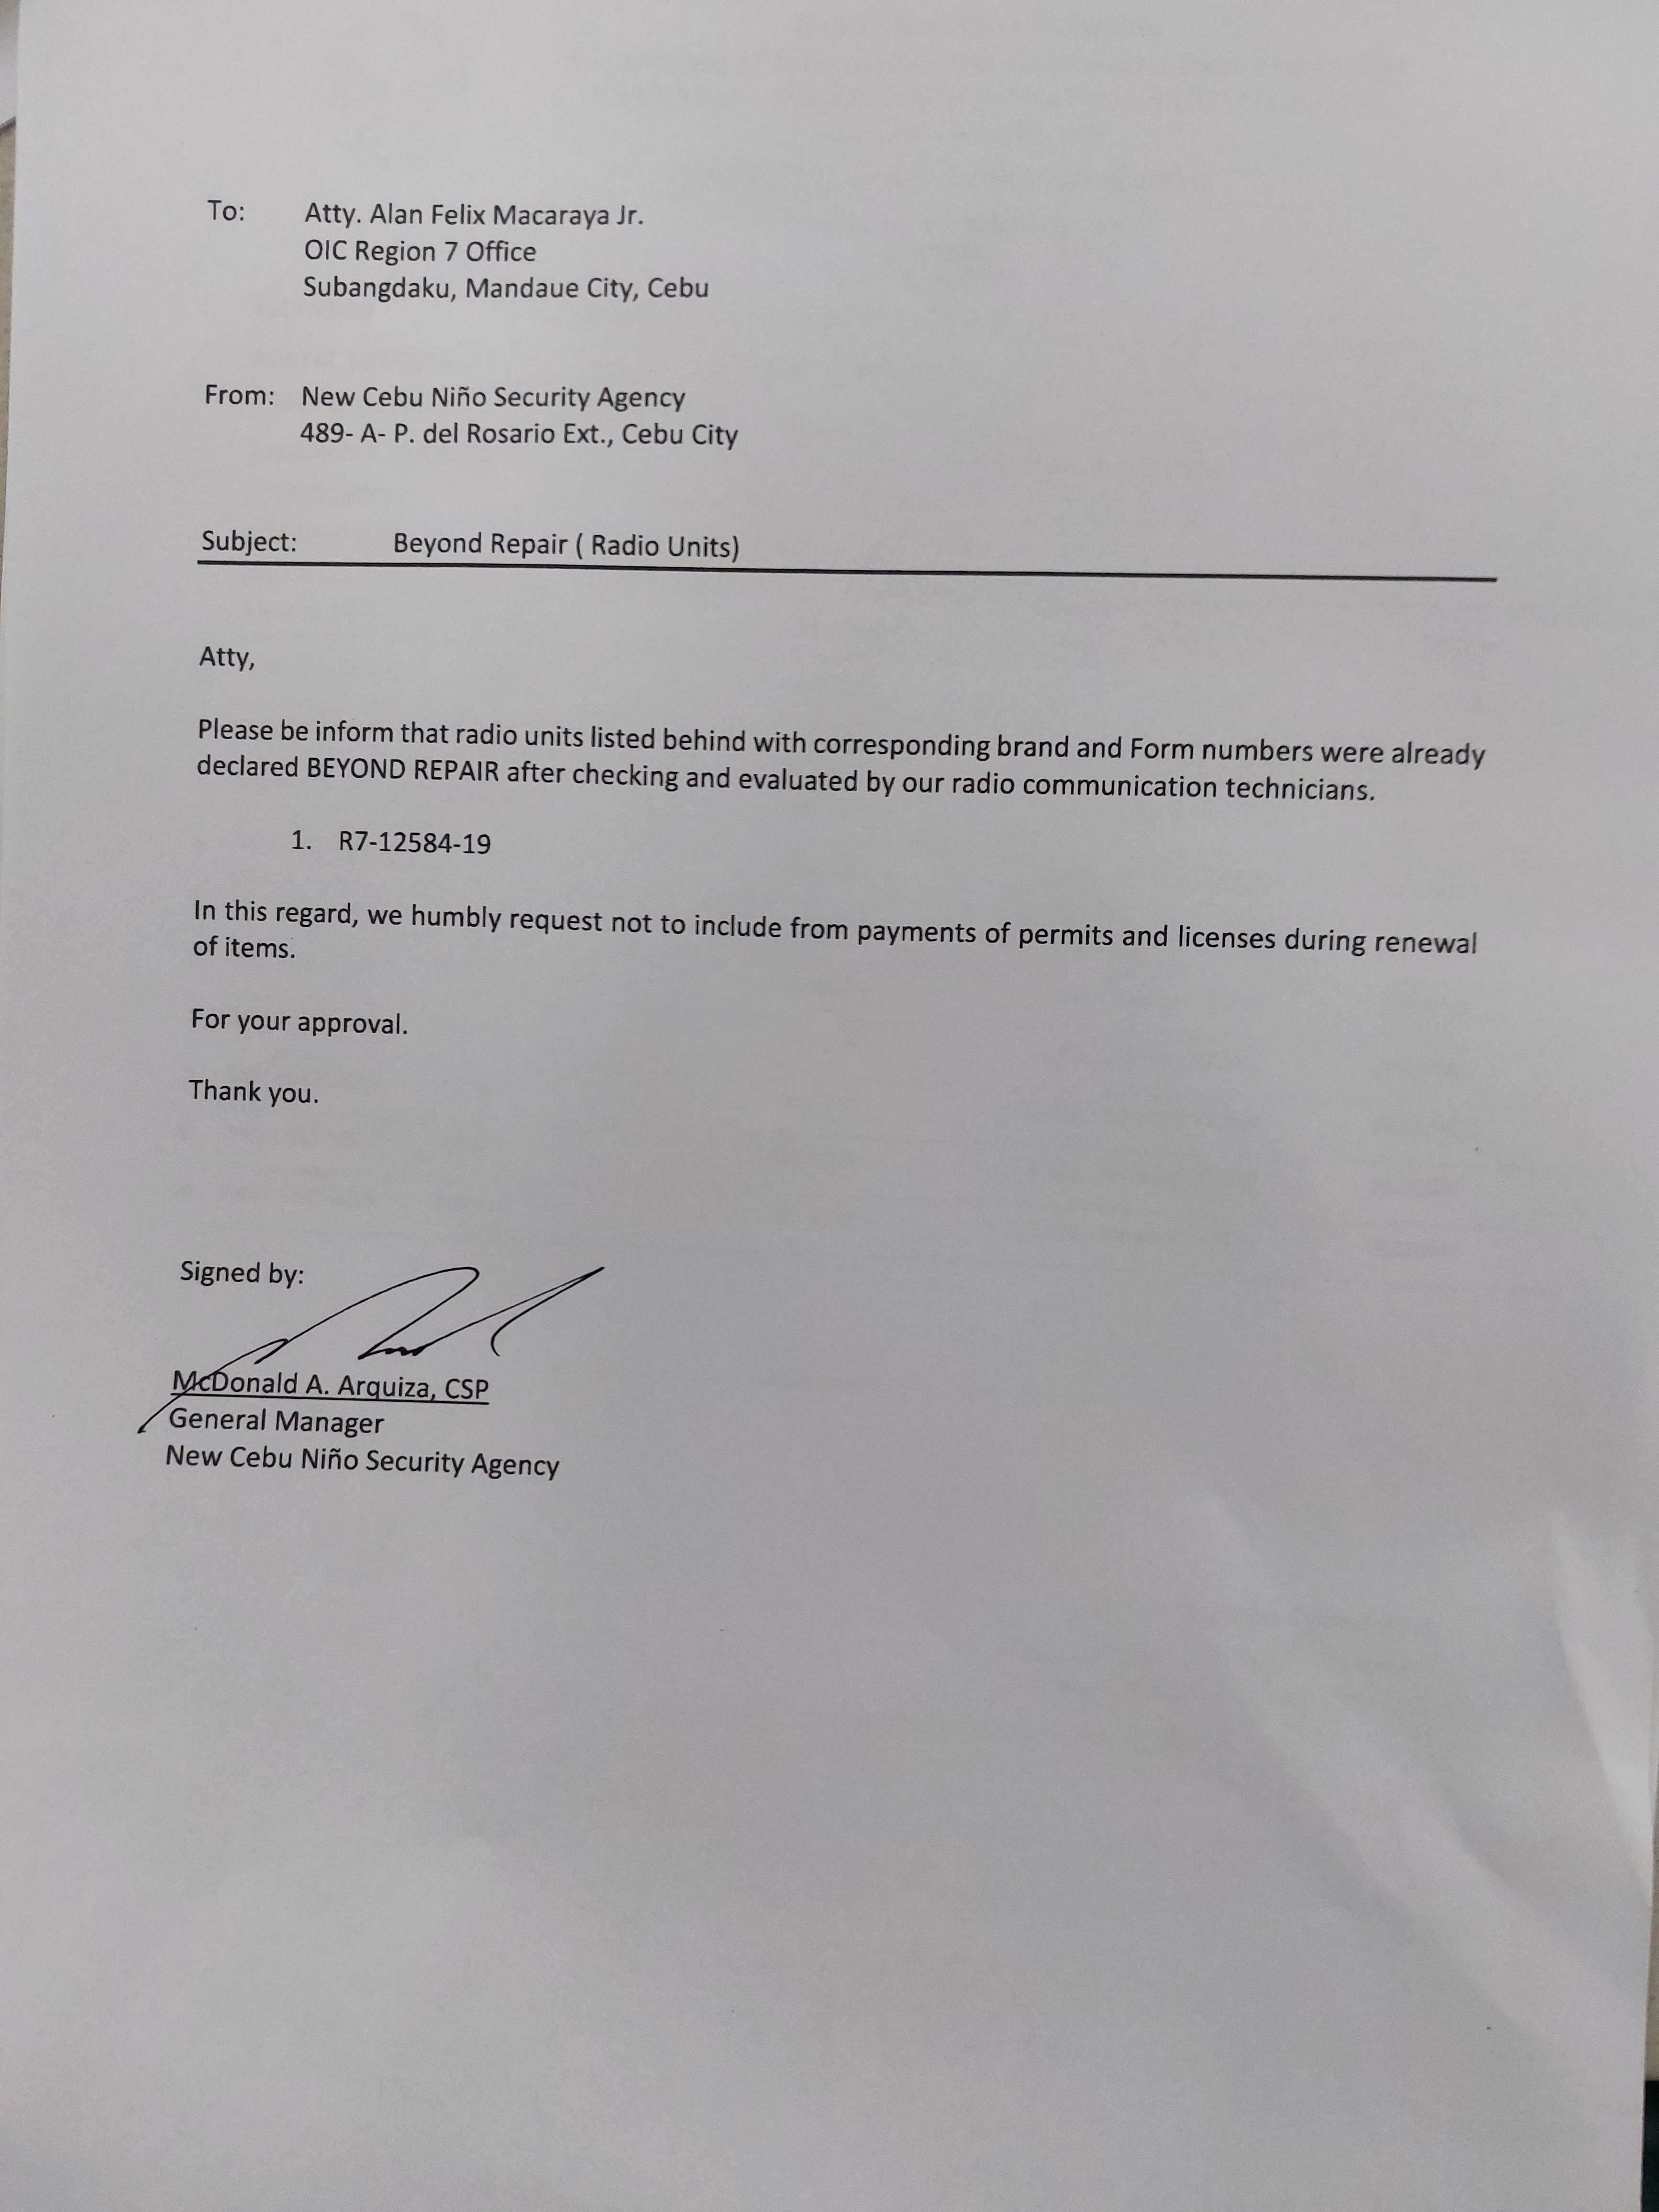 To: Atty. Alan Felix Macaraya Jr.
OIC Region 7 Office
Subangdaku, Mandaue City, Cebu
From: New Cebu Niño Security Agency
489- A- P. del Rosario Ext., Cebu City
Subject: Beyond Repair ( Radio Units)
Atty,
Please be inform that radio units listed behind with corresponding brand and Form numbers were already
declared BEYOND REPAIR after checking and evaluated by our radio communication technicians.
1. R7-12584-19
In this regard, we humbly request not to include from payments of permits and licenses during renewal
of items.
For your approval.
Thank you.
Signed by:
McDonald A. Arquiza, CSP
General Manager
New Cebu Niño Security Agency